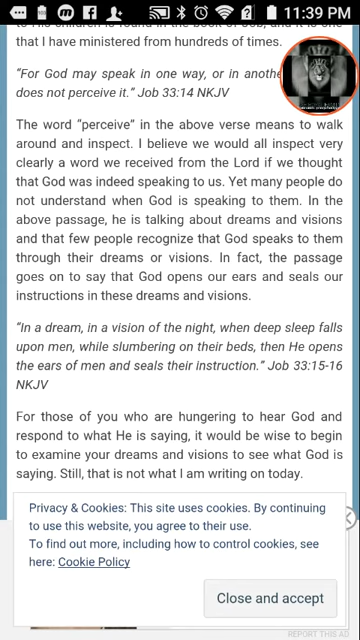 33% 11:39 PM
to His children is found in the book of Job, and it is one
that I have ministered from hundreds of times.
“For God may speak in one way, or in anothe
does not perceive it.” Job 33:14 NKJV
The word “perceive” in the above verse means to walk
around and inspect. I believe we would all inspect very
clearly a word we received from the Lord if we thought
that God was indeed speaking to us. Yet many people do
not understand when God is speaking to them. In the
above passage, he is talking about dreams and visions
and that few people recognize that God speaks to them
through their dreams or visions. In fact, the passage
goes on to say that God opens our ears and seals our
instructions in these dreams and visions.
“In a dream, in a vision of the night, when deep sleep falls
upon men, while slumbering on their beds, then He opens
the ears of men and seals their instruction.” Job 33:15-16
NKJV
For those of you who are hungering to hear God and
respond to what He is saying, it would be wise to begin
to examine your dreams and visions to see what God is
saying. Still, that is not what I am writing on today.
Privacy & Cookies: This site uses cookies. By continuing
to use this website, you agree to their use.
To find out more, including how to control cookies, see
here: Cookie Policy
Close and accept
REPORT THIS AD